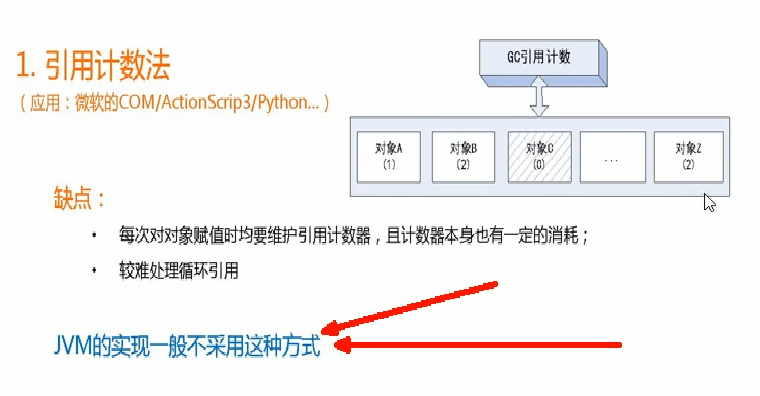 1. 引用计数法
（应用：微软的COM/ActionScrip3/Python...）
GC引用计数
对象A
(1)
对象B
(2)
对象C
(0)
...
对象Z
(2)
缺点：
• 每次对对象赋值时均要维护引用计数器，且计数器本身也有一定的消耗；
• 较难处理循环引用
JVM的实现一般不采用这种方式